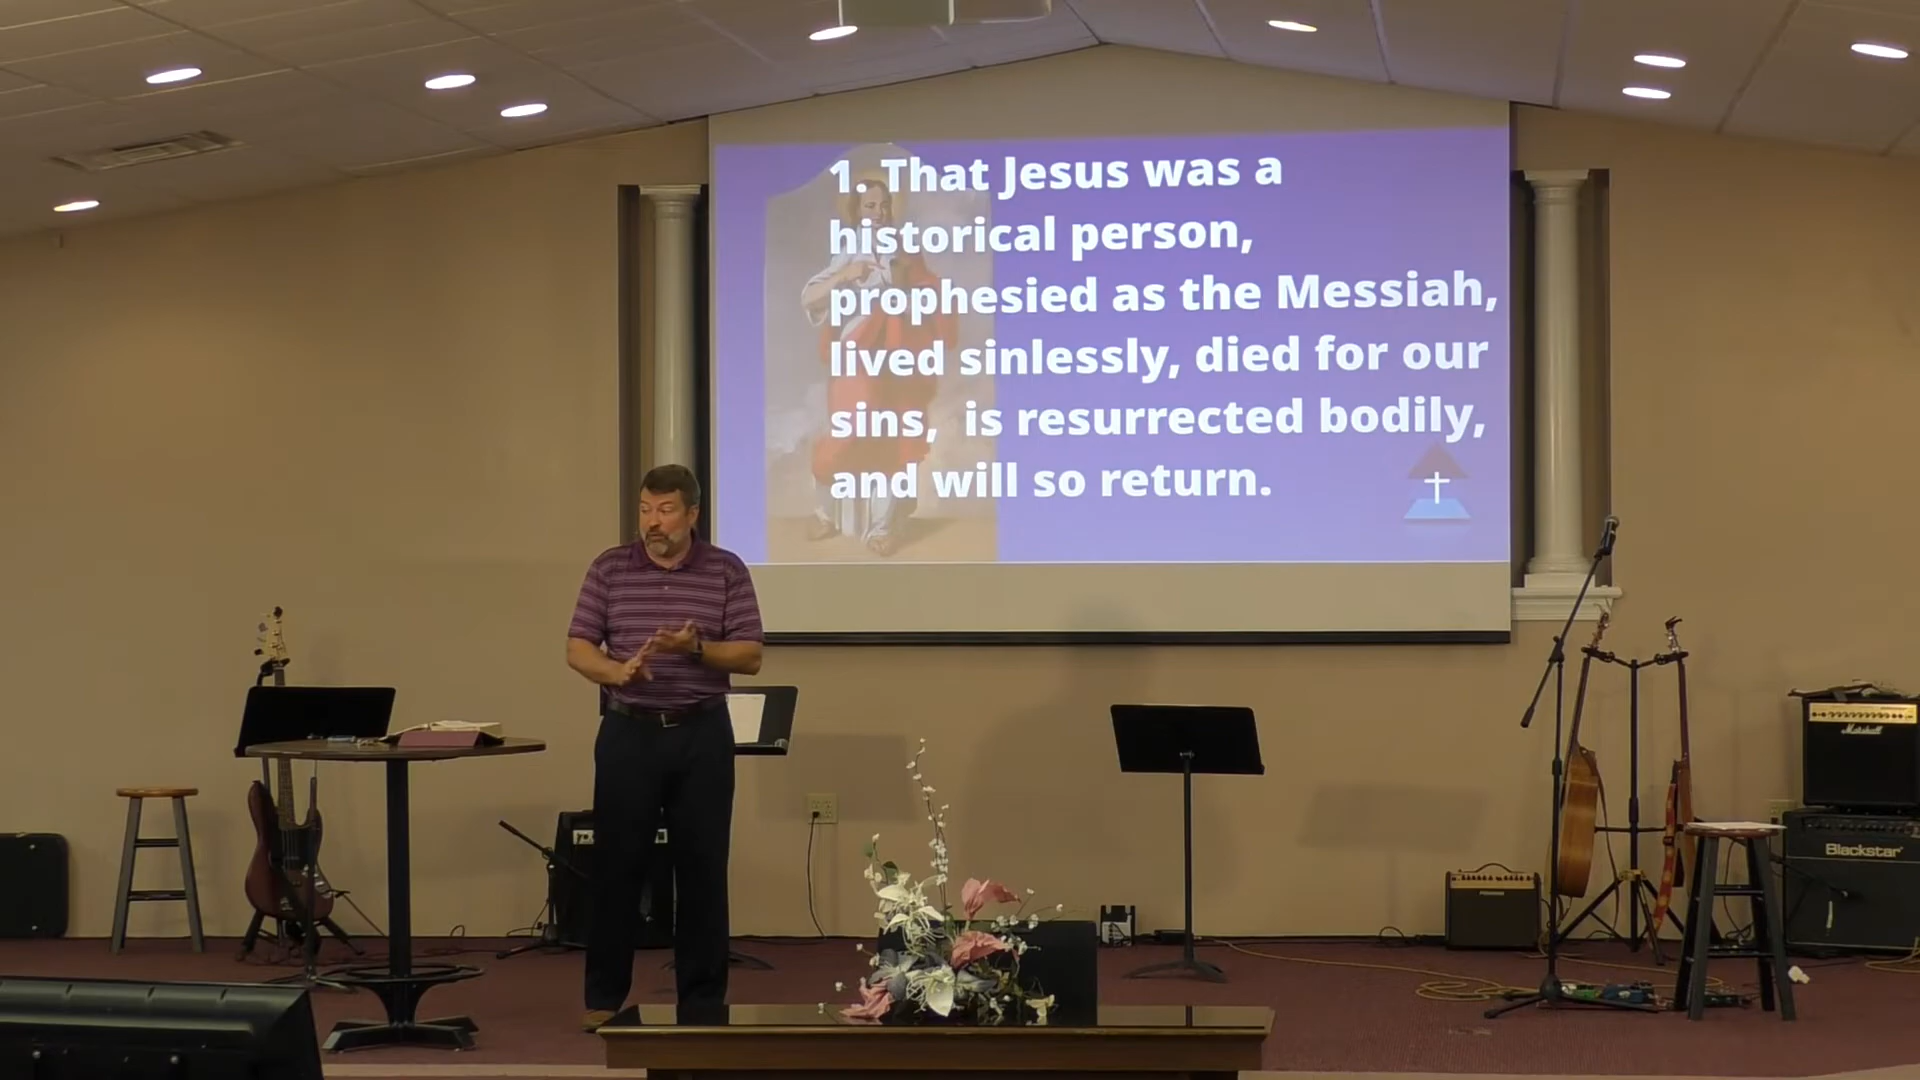 1. That Jesus was a
historical person,
prophesied as the Messiah,
lived sinlessly, died for our
sins,  is resurrected bodily,
and will so return.
Marshall
Blackstar